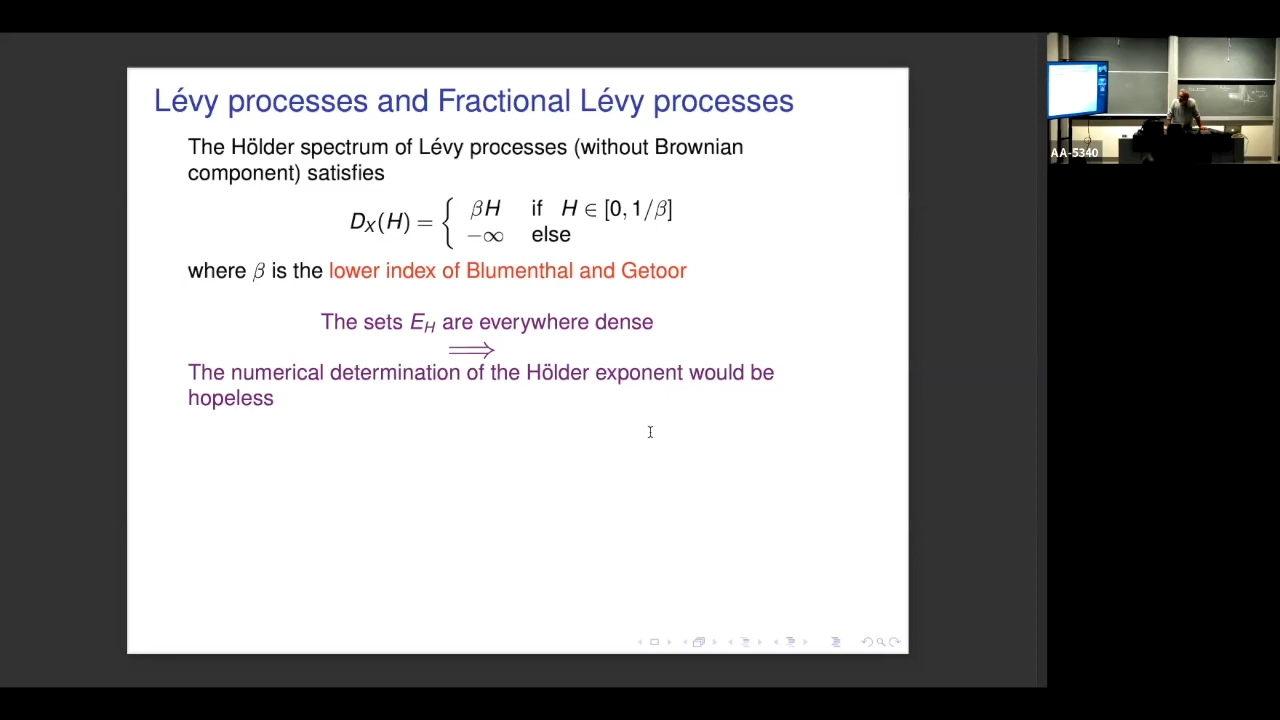 Lévy processes and Fractional Lévy processes
The Hölder spectrum of Lévy processes (without Brownian
component) satisfies
D_X(H) = { βH if H ∈ [0, 1/β]
−∞ else
where β is the lower index of Blumenthal and Getoor
The sets E_H are everywhere dense
⟹
The numerical determination of the Hölder exponent would be
hopeless
AA-5340